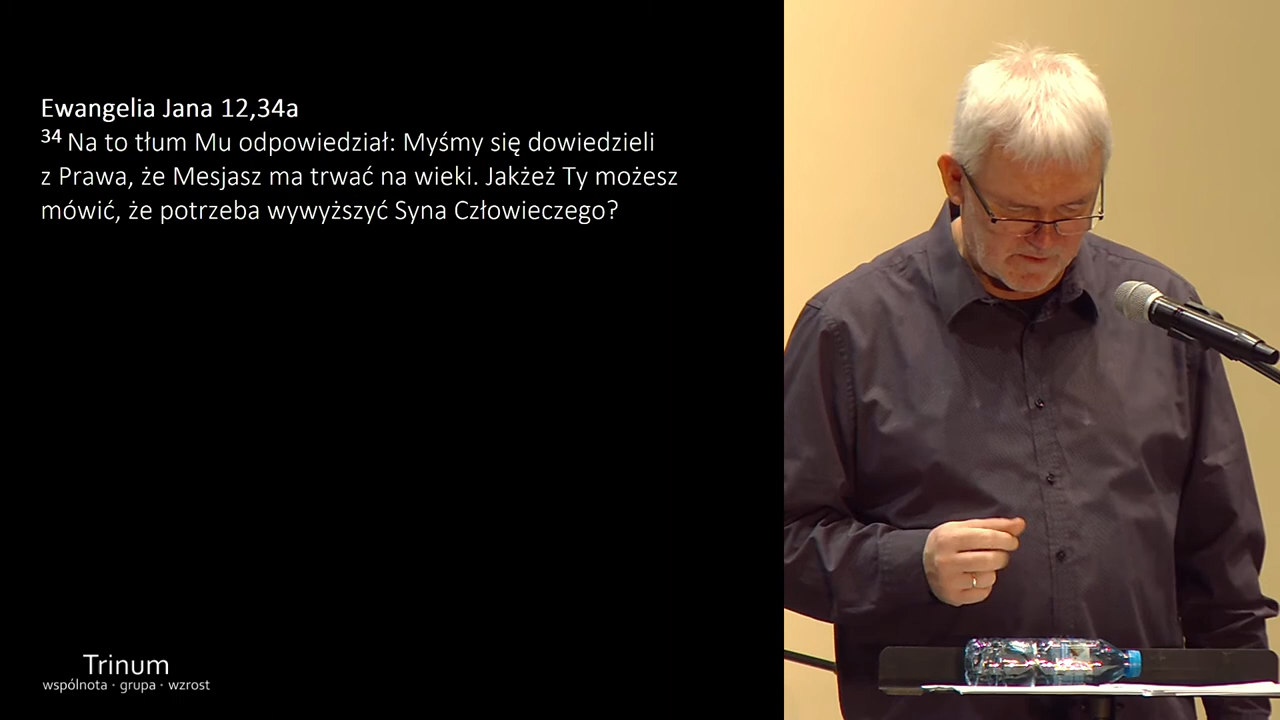 Ewangelia Jana 12,34a
34 Na to tłum Mu odpowiedział: Myśmy się dowiedzieli
z Prawa, że Mesjasz ma trwać na wieki. Jakżeż Ty możesz
mówić, że potrzeba wywyższyć Syna Człowieczego?
Trinum
wspólnota · grupa · wzrost